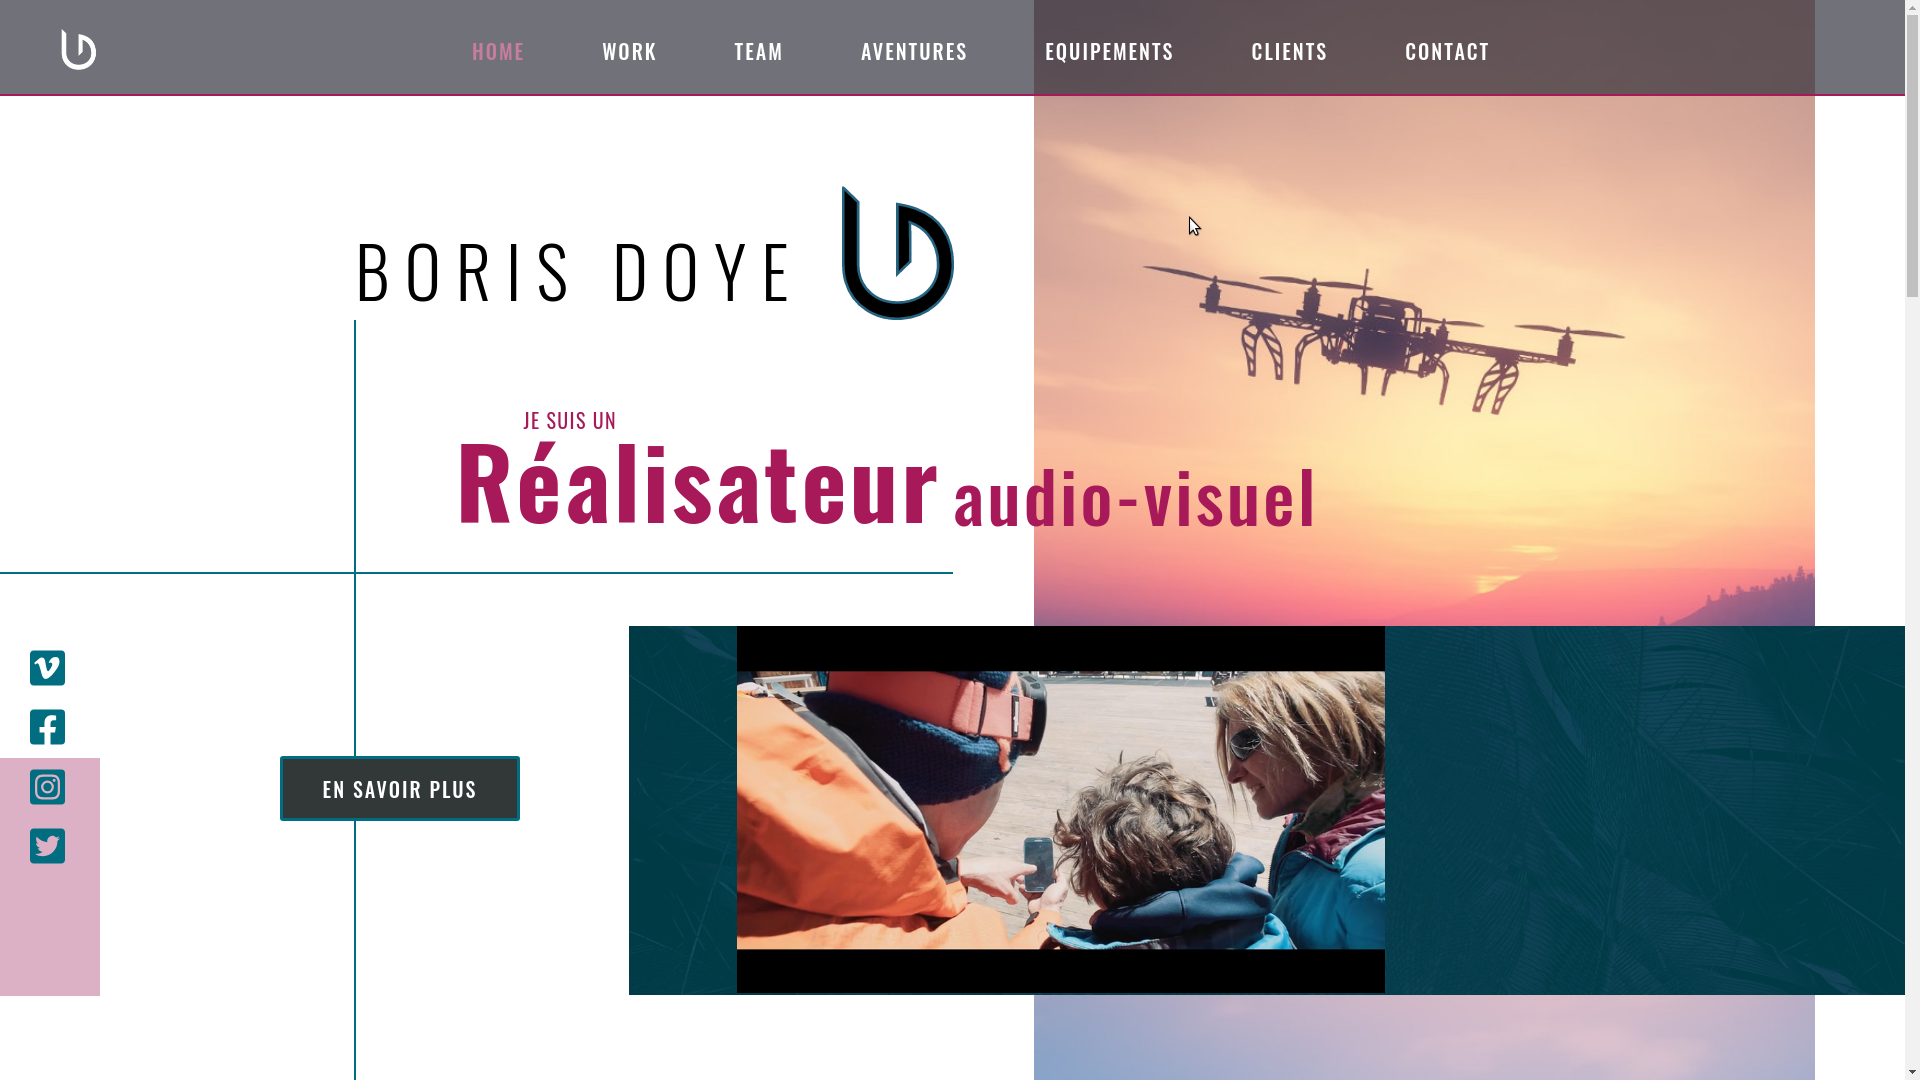 HOME WORK TEAM AVENTURES EQUIPEMENTS CLIENTS CONTACT
BORIS DOYE
JE SUIS UN
Réalisateur audio-visuel
EN SAVOIR PLUS